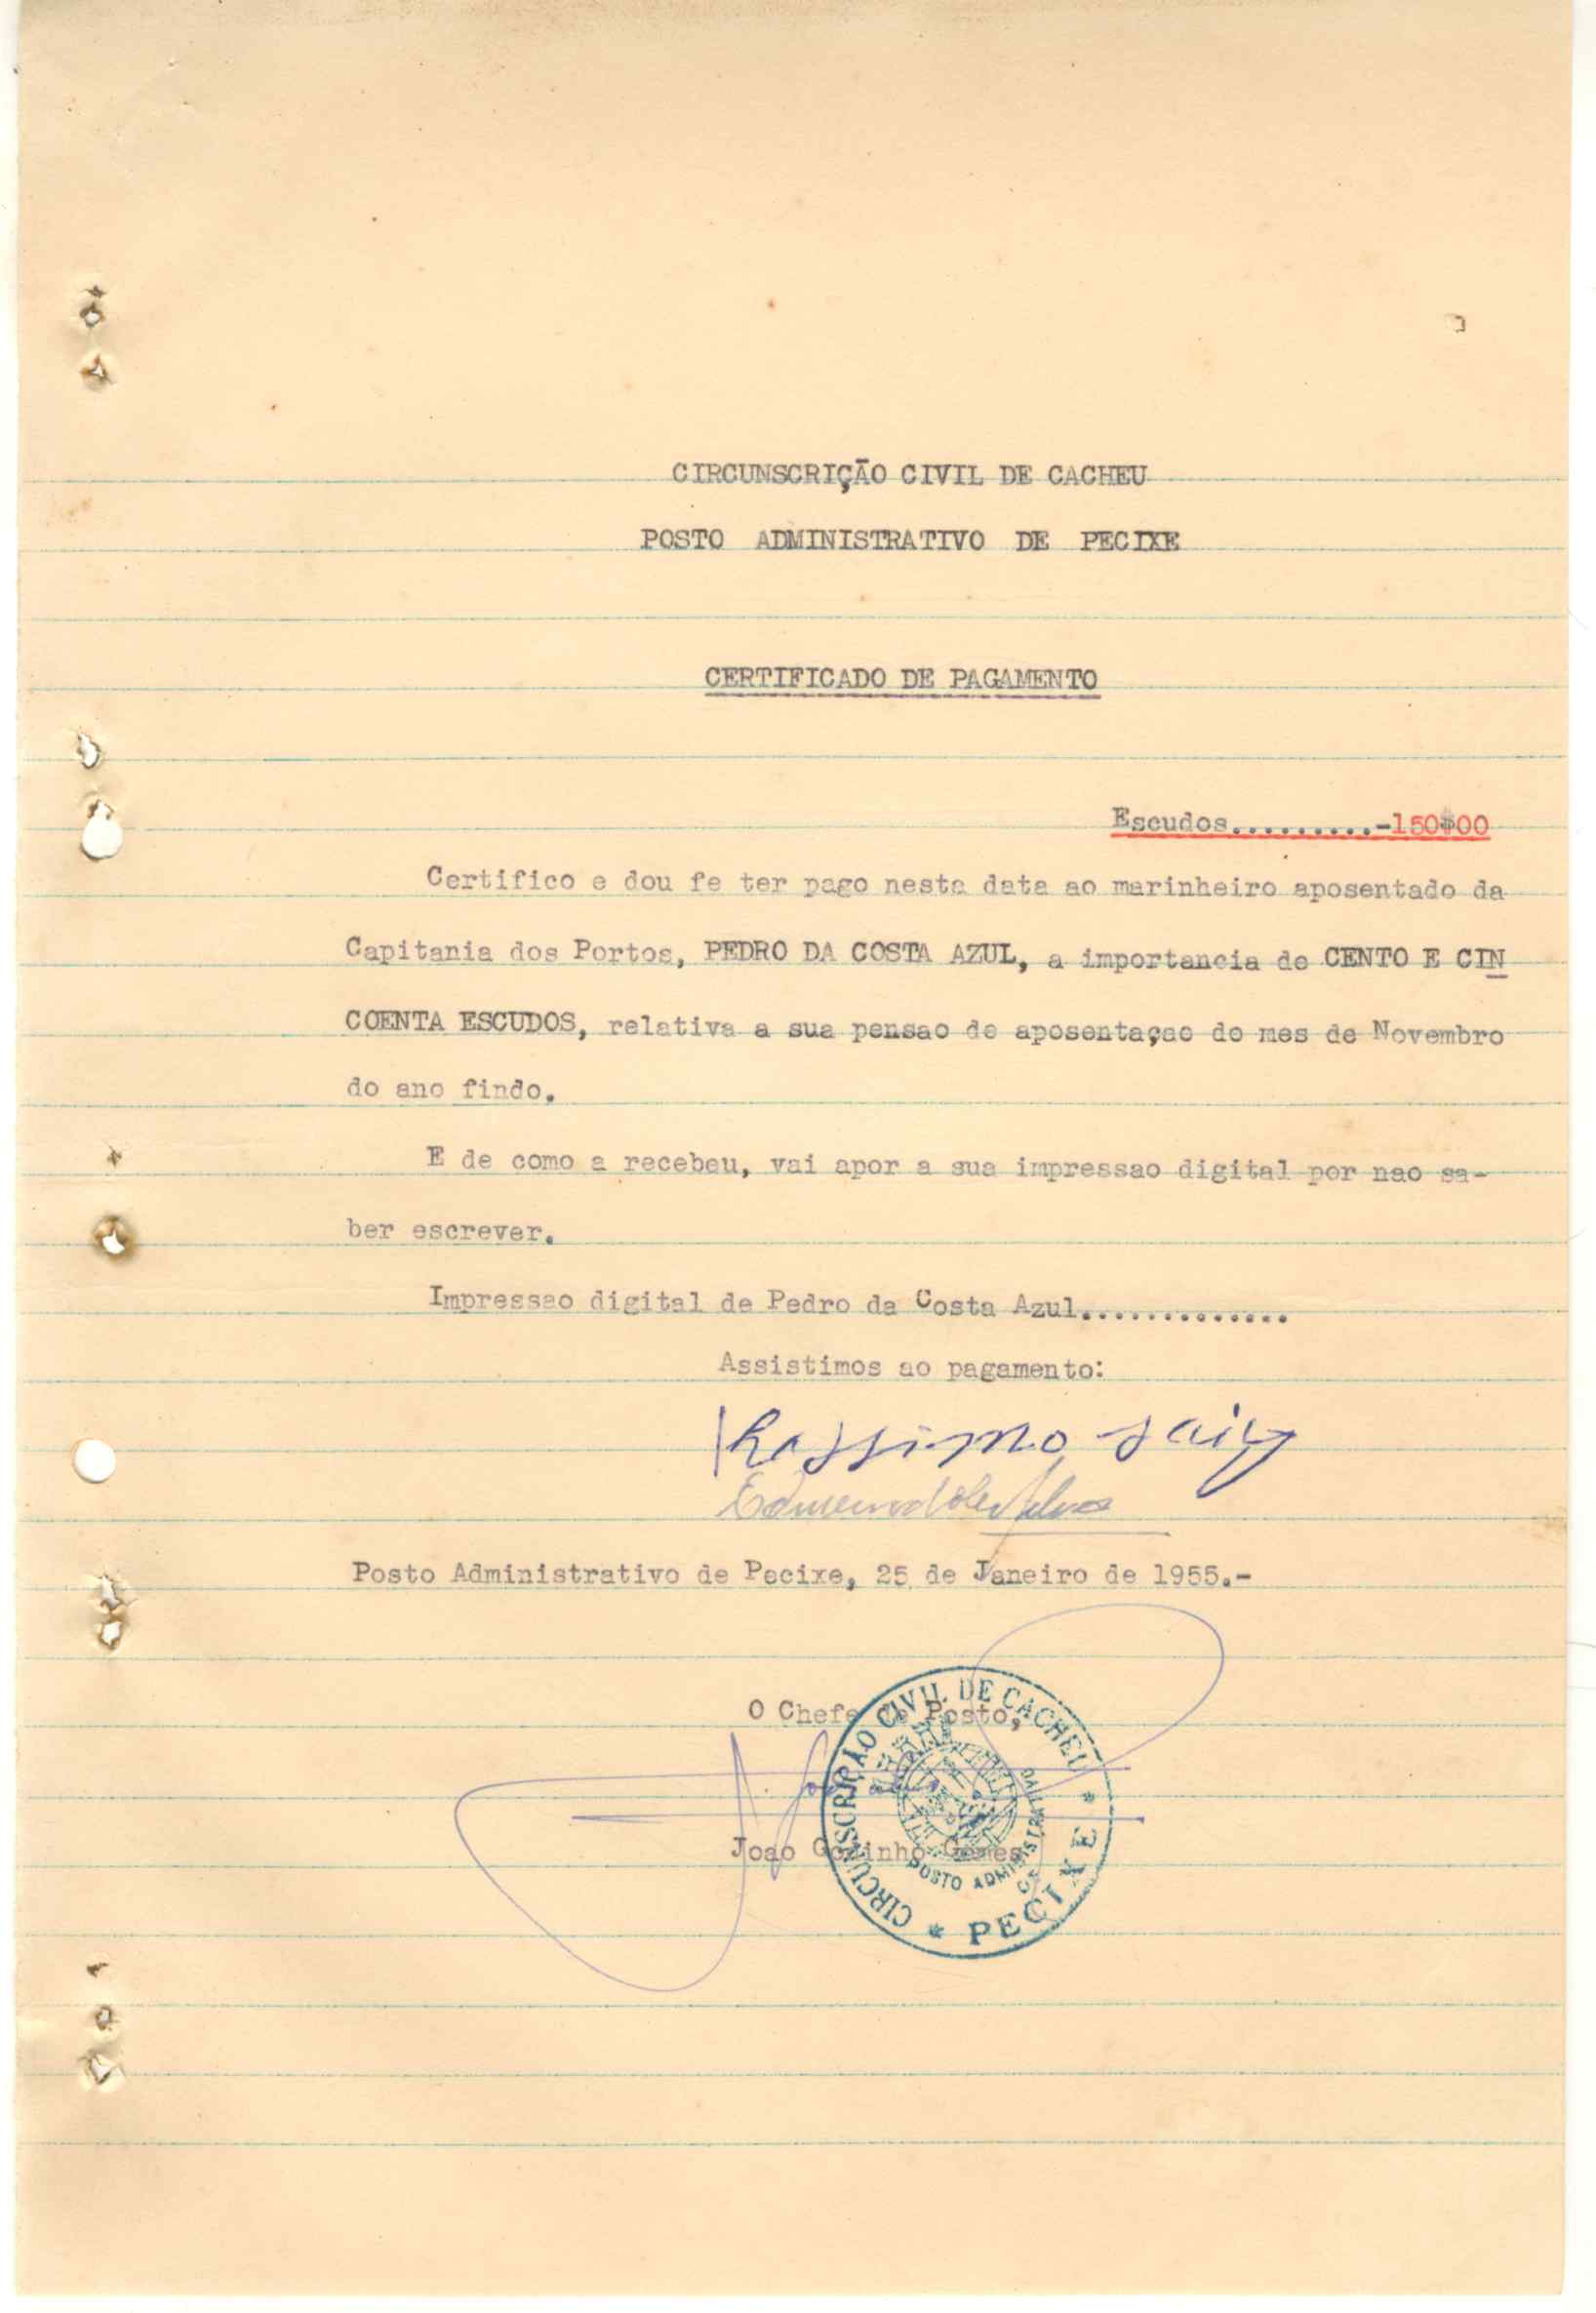 CIRCUNSCRIÇÃO CIVIL DE CACHEU
POSTO ADMINISTRATIVO DE PECIXE
CERTIFICADO DE PAGAMENTO
Escudos.........-150$00
Certifico e dou fe ter pago nesta data ao marinheiro aposentado da
Capitania dos Portos, PEDRO DA COSTA AZUL, a importancia de CENTO E CIN
COENTA ESCUDOS, relativa a sua pensao de aposentaçao do mes de Novembro
do ano findo.
E de como a recebeu, vai apor a sua impressao digital por nao sa-
ber escrever.
Impressao digital de Pedro da Costa Azul.............
Assistimos ao pagamento:
Posto Administrativo de Pecixe, 25 de Janeiro de 1955.-
O Chefe de Posto,
Joao Godinho Gomes
CIRCUNSCRIÇÃO CIVIL DE CACHEU * PECIXE *
POSTO ADMINISTRATIVO DE